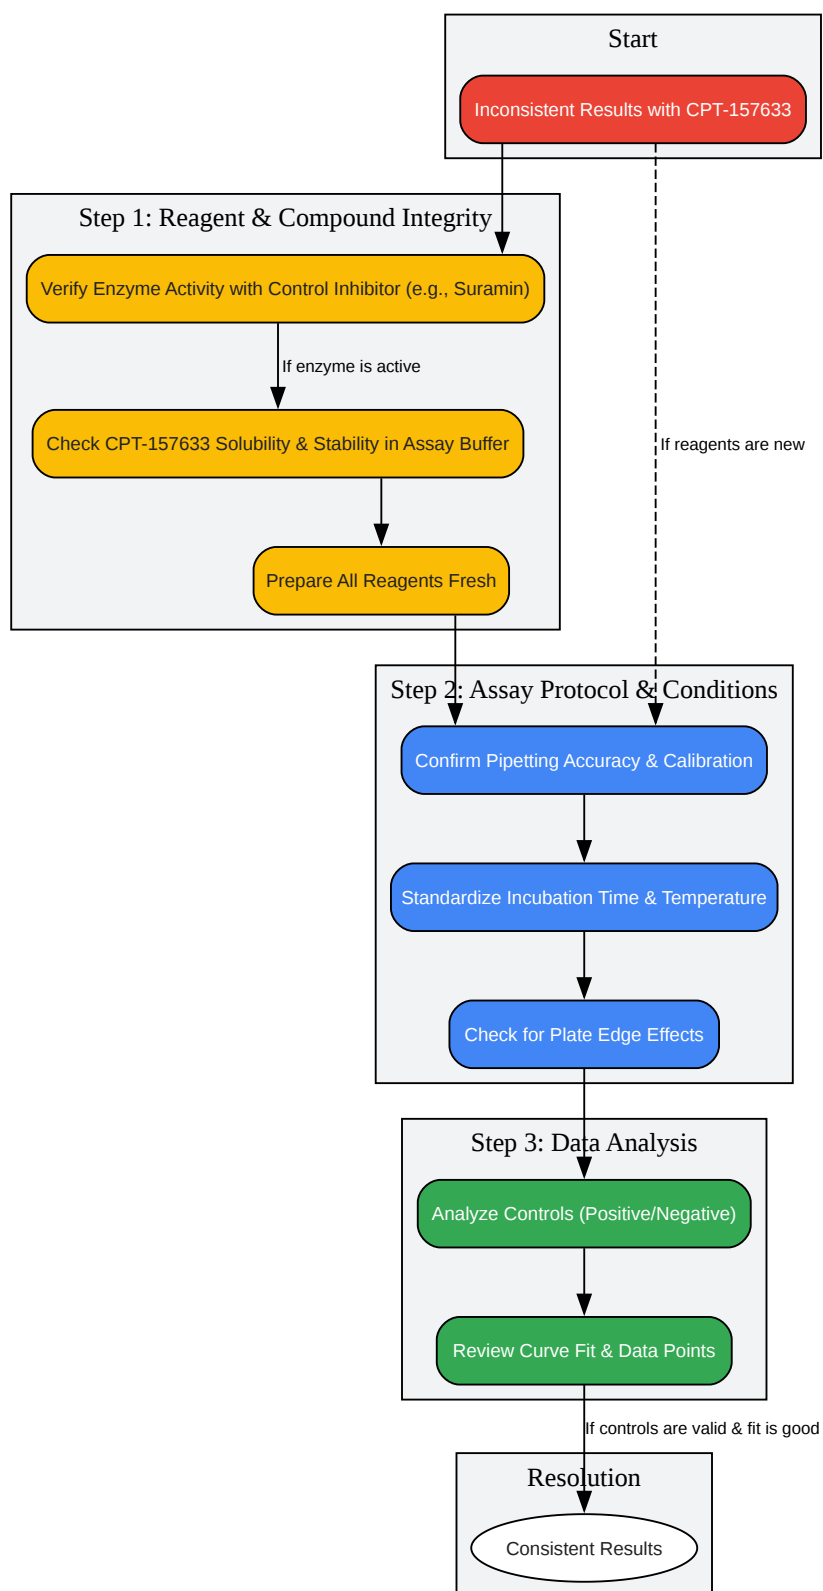 Start
Inconsistent Results with CPT-157633
Step 1: Reagent & Compound Integrity
Verify Enzyme Activity with Control Inhibitor (e.g., Suramin)
If enzyme is active
Check CPT-157633 Solubility & Stability in Assay Buffer
If reagents are new
Prepare All Reagents Fresh
Step 2: Assay Protocol & Conditions
Confirm Pipetting Accuracy & Calibration
Standardize Incubation Time & Temperature
Check for Plate Edge Effects
Step 3: Data Analysis
Analyze Controls (Positive/Negative)
Review Curve Fit & Data Points
If controls are valid & fit is good
Resolution
Consistent Results